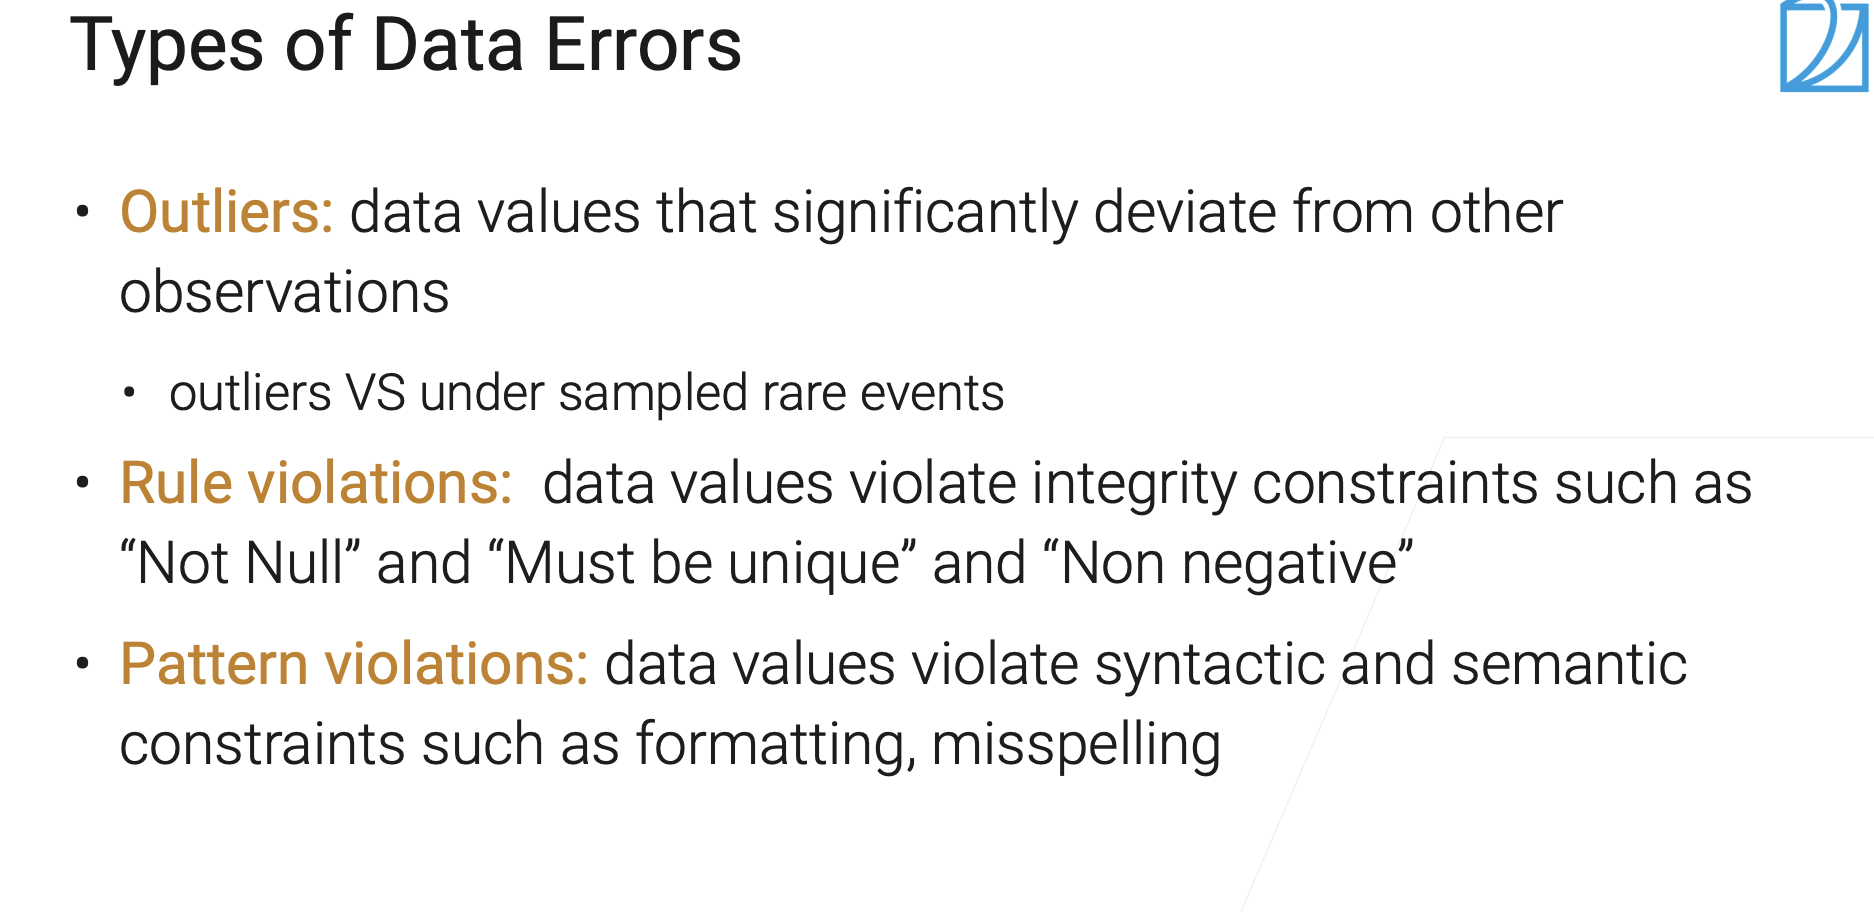 Types of Data Errors
• Outliers: data values that significantly deviate from other
observations
• outliers VS under sampled rare events
• Rule violations:  data values violate integrity constraints such as
“Not Null” and “Must be unique” and “Non negative”
• Pattern violations: data values violate syntactic and semantic
constraints such as formatting, misspelling